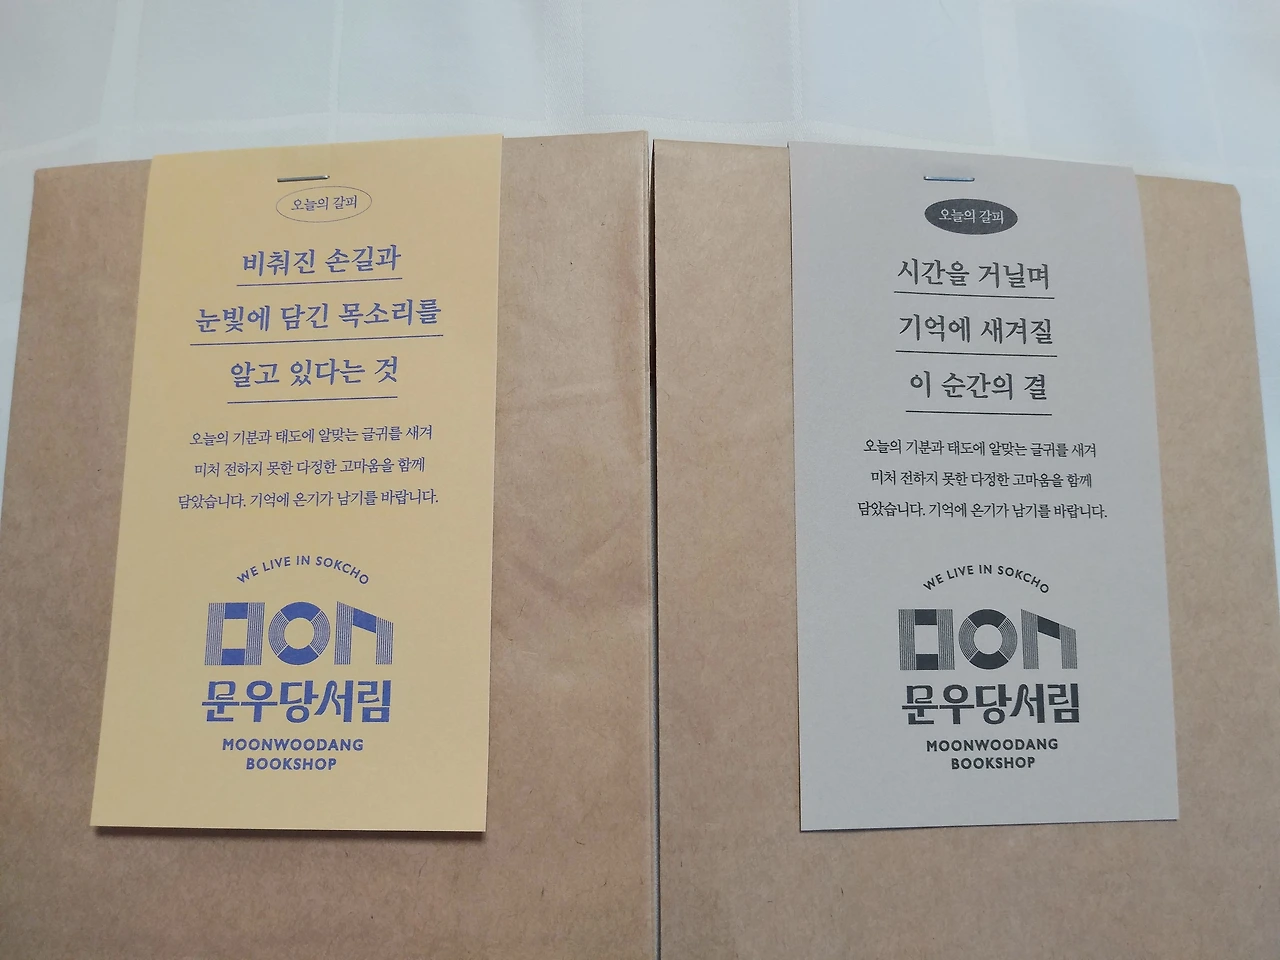 오늘의 갈피
비춰진 손길과
눈빛에 담긴 목소리를
알고 있다는 것
오늘의 기분과 태도에 알맞는 글귀를 새겨
미처 전하지 못한 다정한 고마움을 함께
담았습니다. 기억에 온기가 남기를 바랍니다.
WE LIVE IN SOKCHO
문우당서림
MOONWOODANG
BOOKSHOP
오늘의 갈피
시간을 거닐며
기억에 새겨질
이 순간의 결
오늘의 기분과 태도에 알맞는 글귀를 새겨
미처 전하지 못한 다정한 고마움을 함께
담았습니다. 기억에 온기가 남기를 바랍니다.
WE LIVE IN SOKCHO
문우당서림
MOONWOODANG
BOOKSHOP